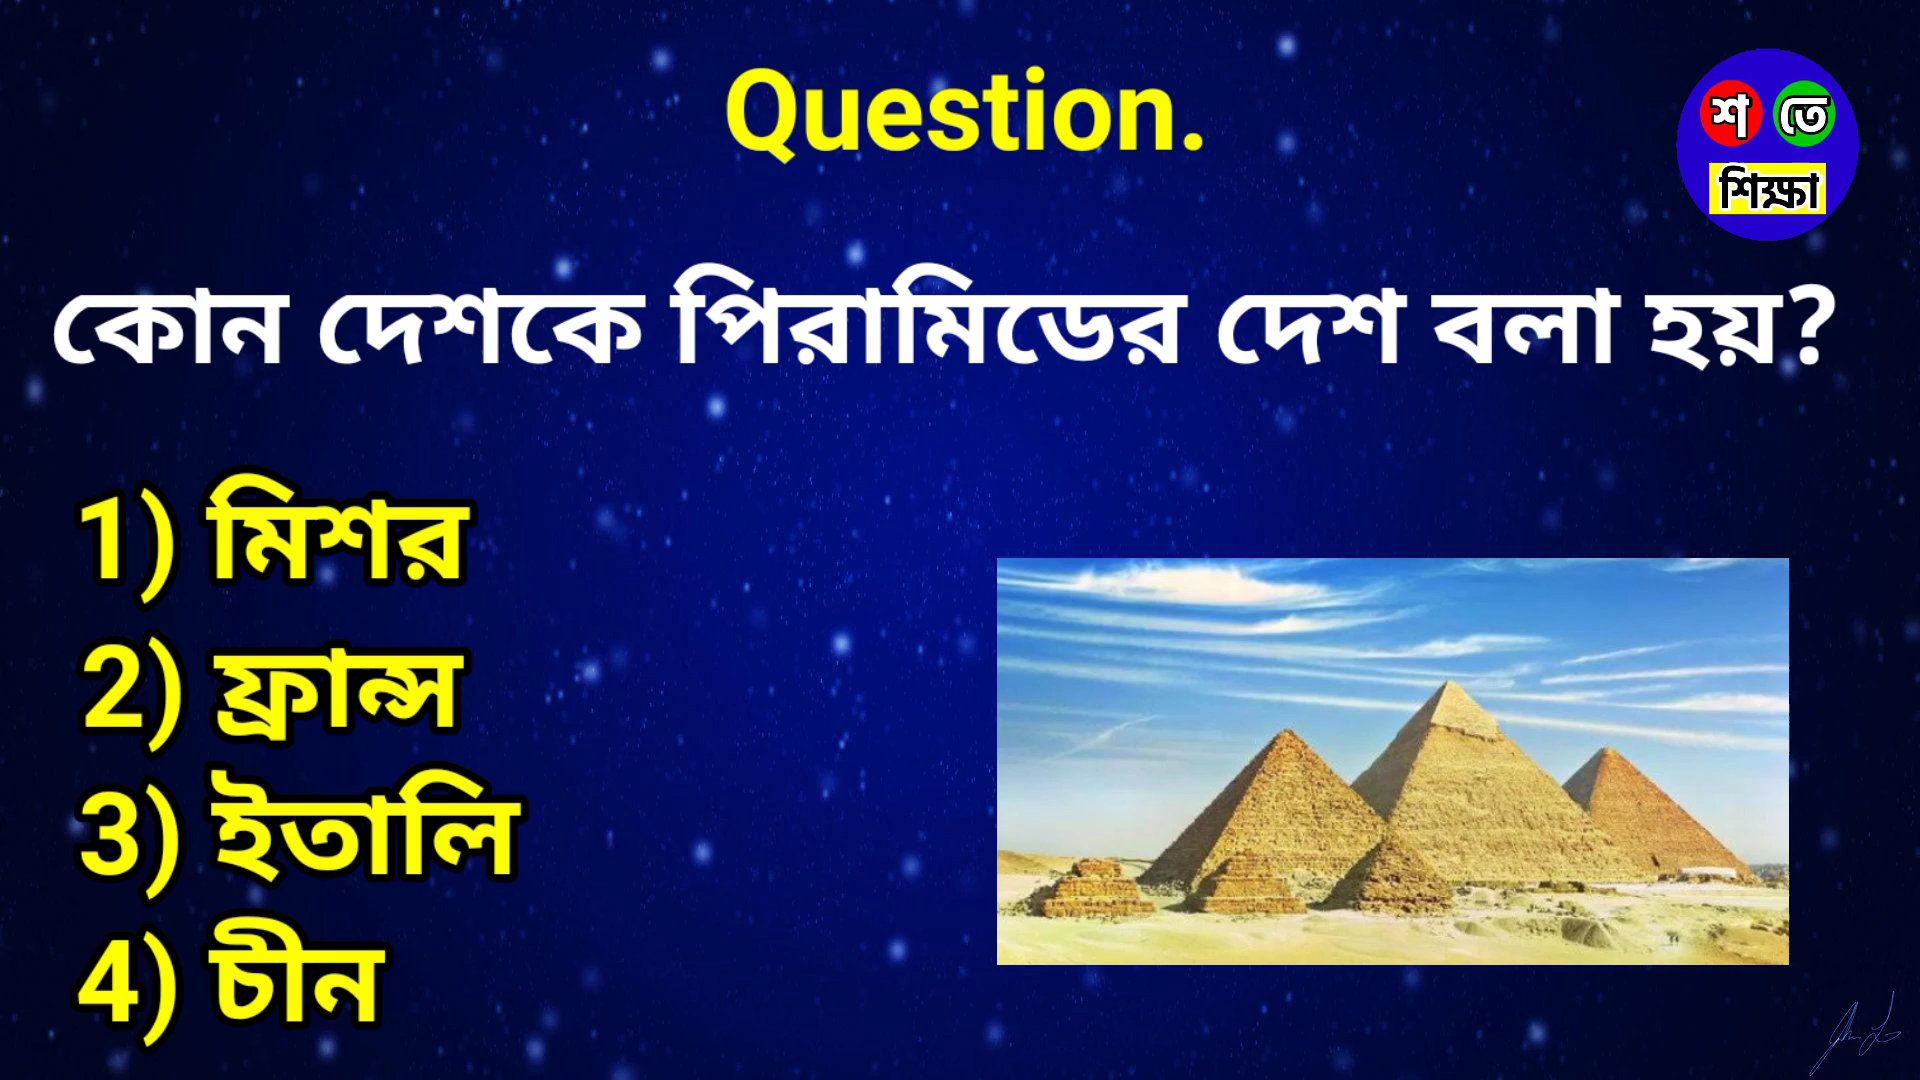 Question.
শ তে
শিক্ষা
কোন দেশকে পিরামিডের দেশ বলা হয়?
1) মিশর
2) ফ্রান্স
3) ইতালি
4) চীন